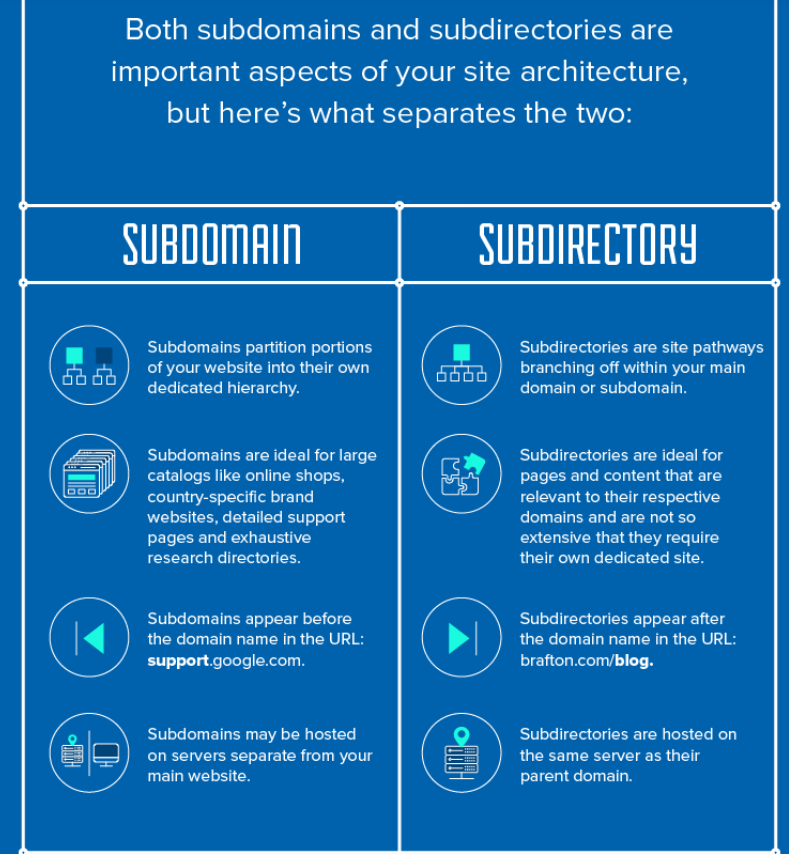 Both subdomains and subdirectories are
important aspects of your site architecture,
but here’s what separates the two:
SUBDOMAIN
SUBDIRECTORY
Subdomains partition portions
of your website into their own
dedicated hierarchy.
Subdirectories are site pathways
branching off within your main
domain or subdomain.
Subdomains are ideal for large
catalogs like online shops,
country-specific brand
websites, detailed support
pages and exhaustive
research directories.
Subdirectories are ideal for
pages and content that are
relevant to their respective
domains and are not so
extensive that they require
their own dedicated site.
Subdomains appear before
the domain name in the URL:
support.google.com.
Subdirectories appear after
the domain name in the URL:
brafton.com/blog.
Subdomains may be hosted
on servers separate from your
main website.
Subdirectories are hosted on
the same server as their
parent domain.